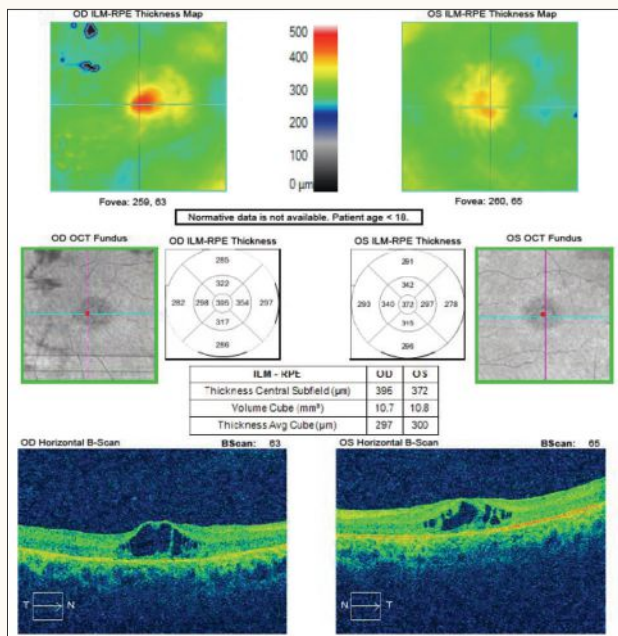 OD ILM-RPE Thickness Map
OS ILM-RPE Thickness Map
500
400
300
200
100
0 µm
Fovea: 259, 63
Fovea: 260, 65
Normative data is not available. Patient age < 18.
OD OCT Fundus
OD ILM-RPE Thickness
OS ILM-RPE Thickness
OS OCT Fundus
285
322
282 298 395 354 297
317
286
291
342
293 340 372 297 278
315
296
ILM - RPE OD OS
Thickness Central Subfield (µm) 396 372
Volume Cube (mm³) 10.7 10.8
Thickness Avg Cube (µm) 297 300
OD Horizontal B-Scan
BScan: 63
OS Horizontal B-Scan
BScan: 65
T N
N T